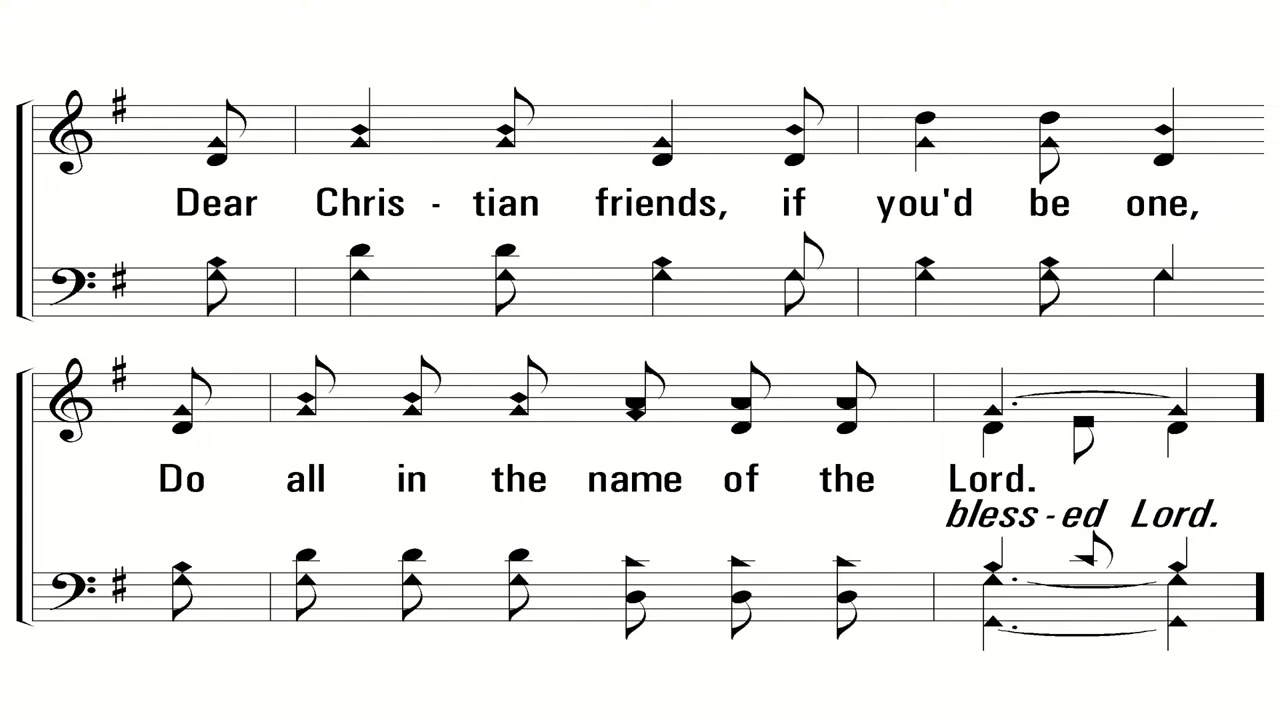 Dear Chris - tian friends, if you'd be one,
Do all in the name of the Lord.
bless - ed Lord.